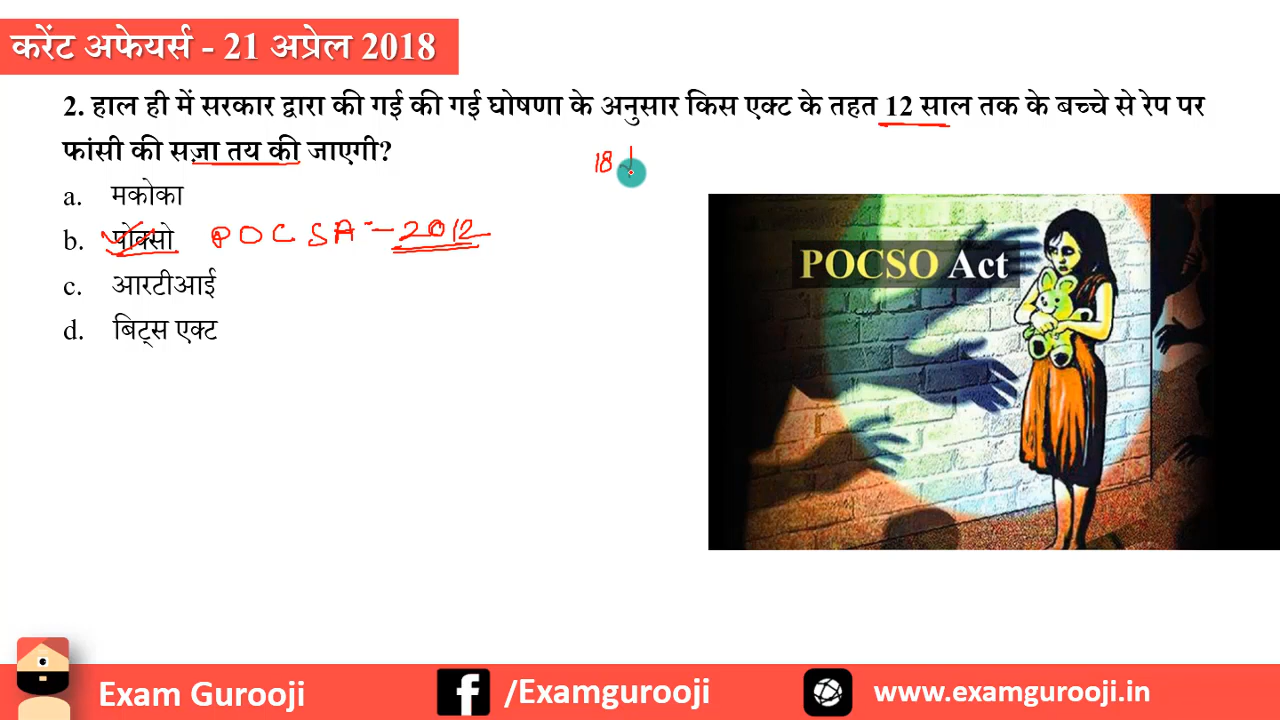 करेंट अफेयर्स - 21 अप्रेल 2018
2. हाल ही में सरकार द्वारा की गई की गई घोषणा के अनुसार किस एक्ट के तहत 12 साल तक के बच्चे से रेप पर
फांसी की सज़ा तय की जाएगी?
18
a. मकोका
b. पोक्सो POCSA - 2012
c. आरटीआई
d. बिट्स एक्ट
POCSO Act
Exam Gurooji
/Examgurooji
www.examgurooji.in